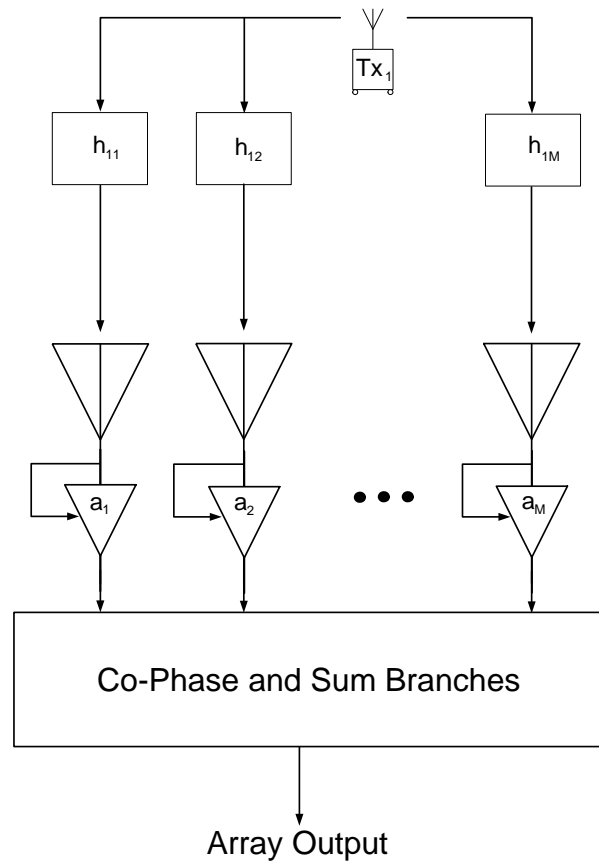 Tx₁
h₁₁
h₁₂
h₁M
a₁
a₂
aM
Co-Phase and Sum Branches
Array Output